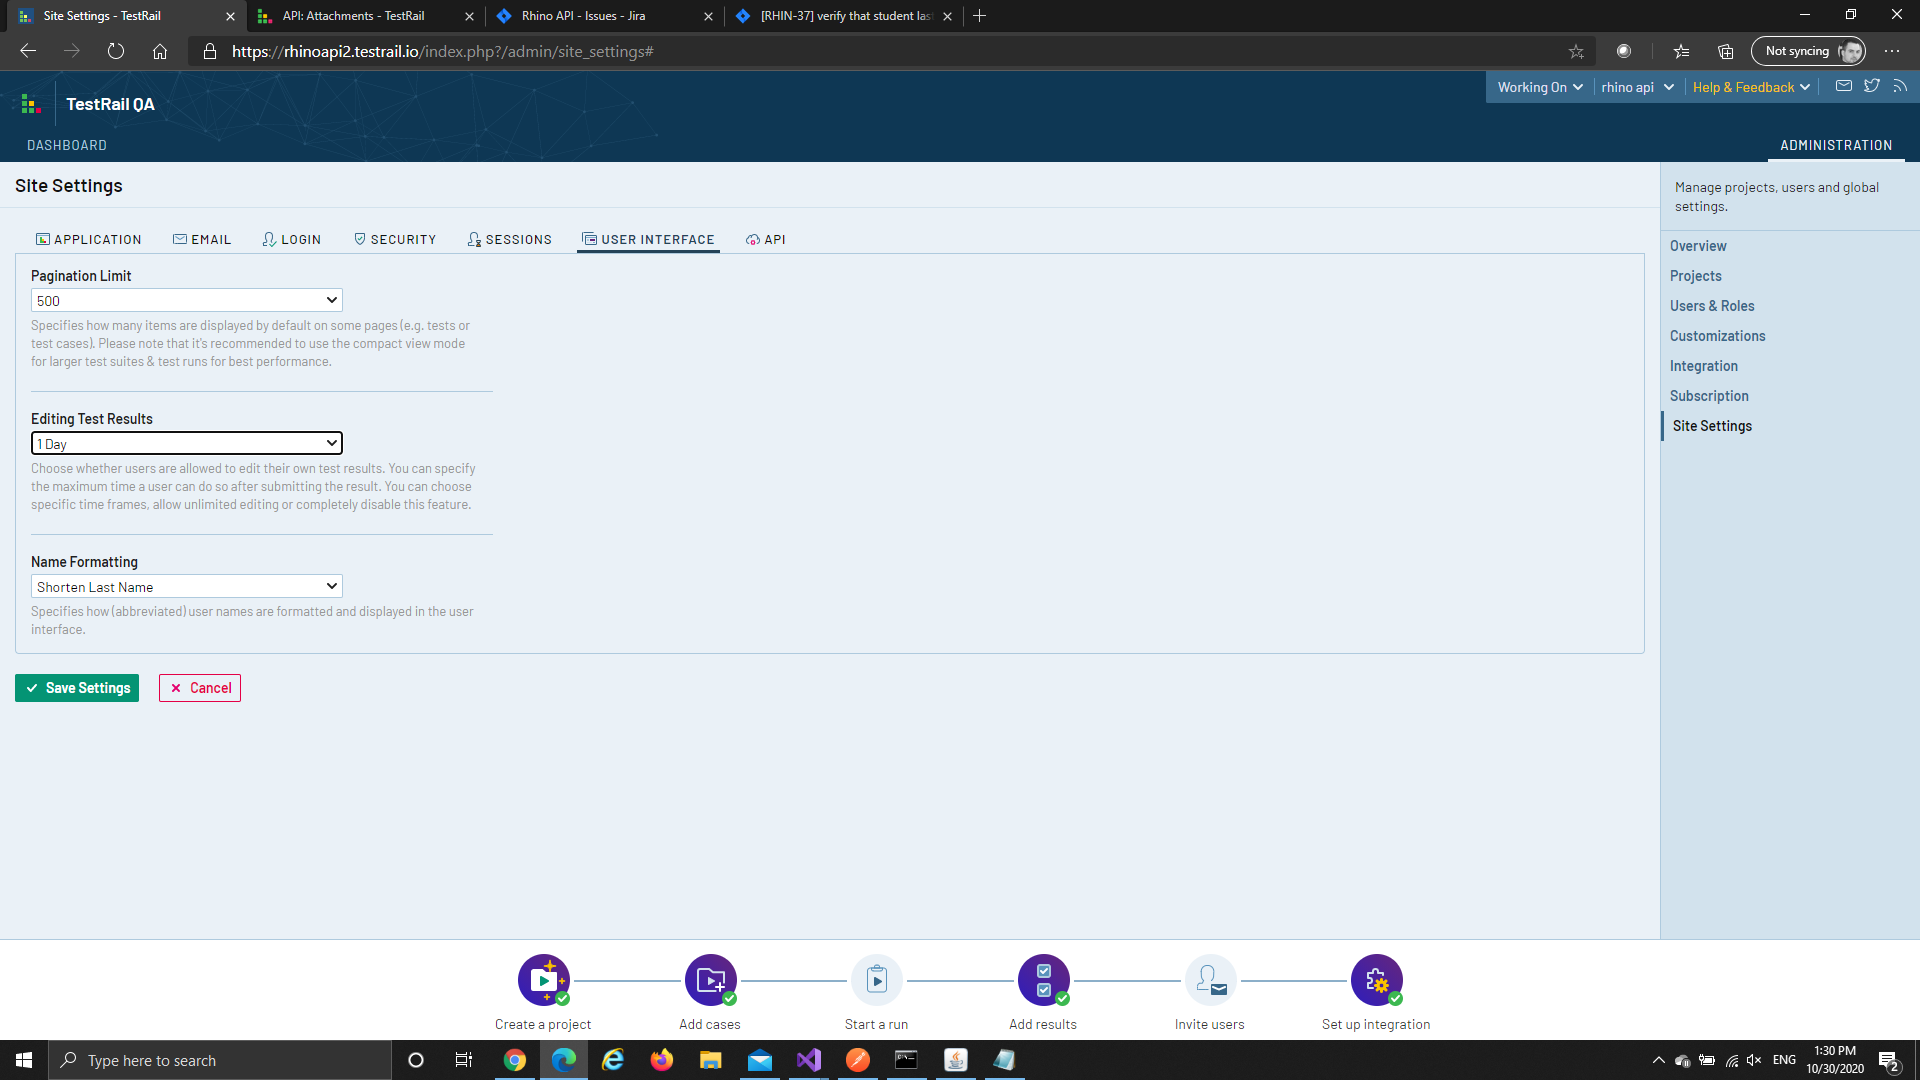 Site Settings - TestRail
API: Attachments - TestRail
Rhino API - Issues - Jira
[RHIN-37] verify that student las
https://rhinoapi2.testrail.io/index.php?/admin/site_settings#
Not syncing
TestRail QA
Working On
rhino api
Help & Feedback
DASHBOARD
ADMINISTRATION
Site Settings
APPLICATION
EMAIL
LOGIN
SECURITY
SESSIONS
USER INTERFACE
API
Pagination Limit
500
Specifies how many items are displayed by default on some pages (e.g. tests or
test cases). Please note that it's recommended to use the compact view mode
for larger test suites & test runs for best performance.
Editing Test Results
1 Day
Choose whether users are allowed to edit their own test results. You can specify
the maximum time a user can do so after submitting the result. You can choose
specific time frames, allow unlimited editing or completely disable this feature.
Name Formatting
Shorten Last Name
Specifies how (abbreviated) user names are formatted and displayed in the user
interface.
Save Settings
Cancel
Manage projects, users and global
settings.
Overview
Projects
Users & Roles
Customizations
Integration
Subscription
Site Settings
Create a project
Add cases
Start a run
Add results
Invite users
Set up integration
Type here to search
ENG
1:30 PM
10/30/2020
2